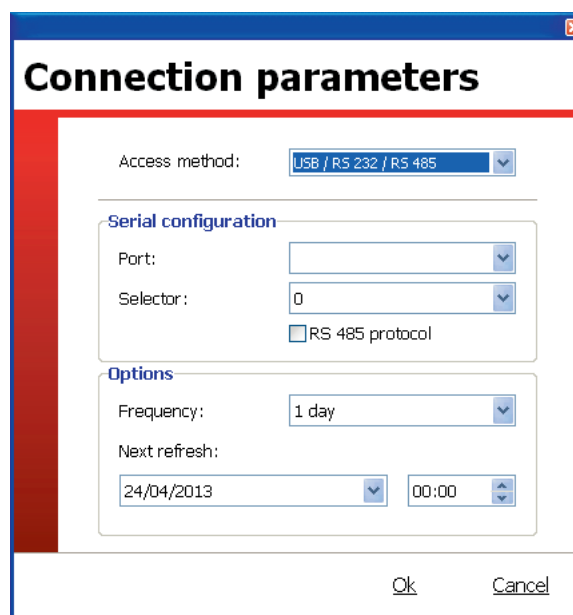 Connection parameters
Access method: USB / RS 232 / RS 485
Serial configuration
Port:
Selector: 0
RS 485 protocol
Options
Frequency: 1 day
Next refresh:
24/04/2013 00:00
Ok Cancel